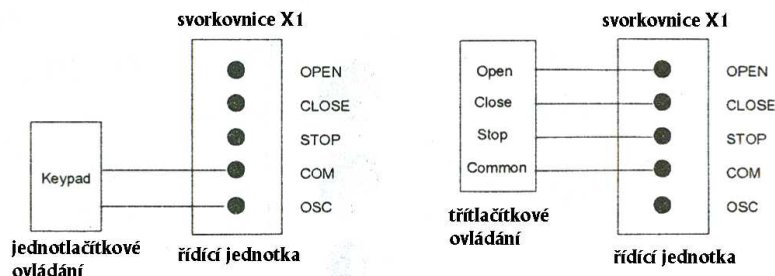 svorkovnice X1
OPEN
CLOSE
STOP
COM
OSC
Keypad
jednotlačítkové
ovládání
řídící jednotka
svorkovnice X1
Open
Close
Stop
Common
OPEN
CLOSE
STOP
COM
OSC
třítlačítkové
ovládání
řídící jednotka